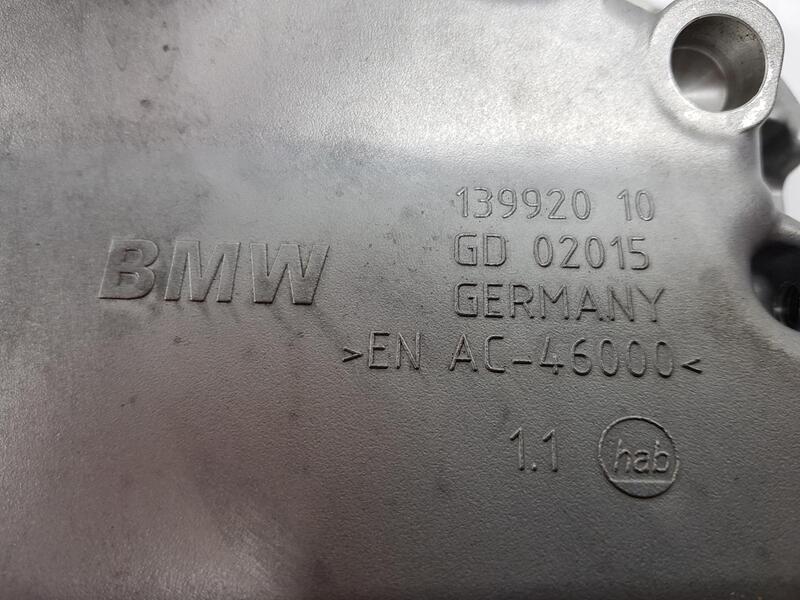 BMW
139920 10
GD 02015
GERMANY
>EN AC-46000<
1.1 hab